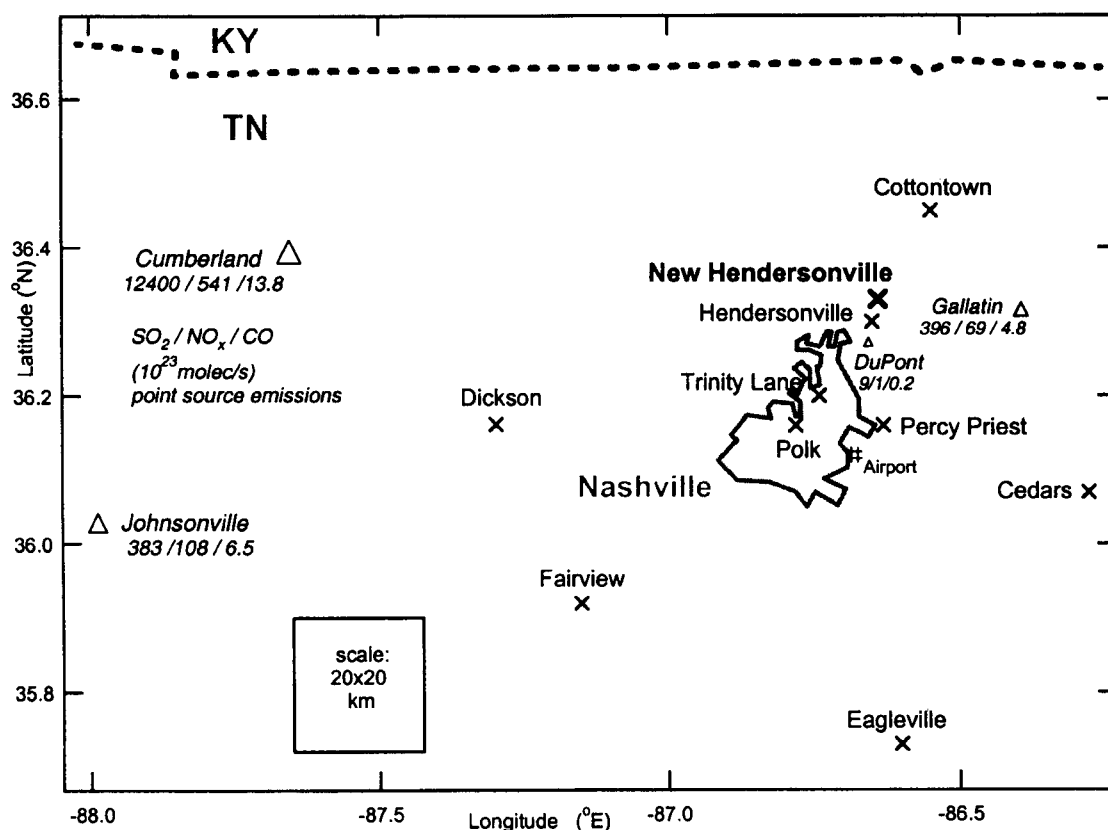 KY
36.6
TN
Cottontown
36.4
Cumberland
12400 / 541 /13.8
New Hendersonville
Hendersonville
Gallatin
396 / 69 / 4.8
SO2 / NOx / CO
(10^23 molec/s)
point source emissions
DuPont
9/1/0.2
Latitude (°N)
Trinity Lane
36.2
Dickson
Percy Priest
Polk
#
Airport
Nashville
Cedars
Johnsonville
383 /108 / 6.5
36.0
Fairview
scale:
20x20
km
35.8
Eagleville
-88.0
-87.5
-87.0
-86.5
Longitude (°E)